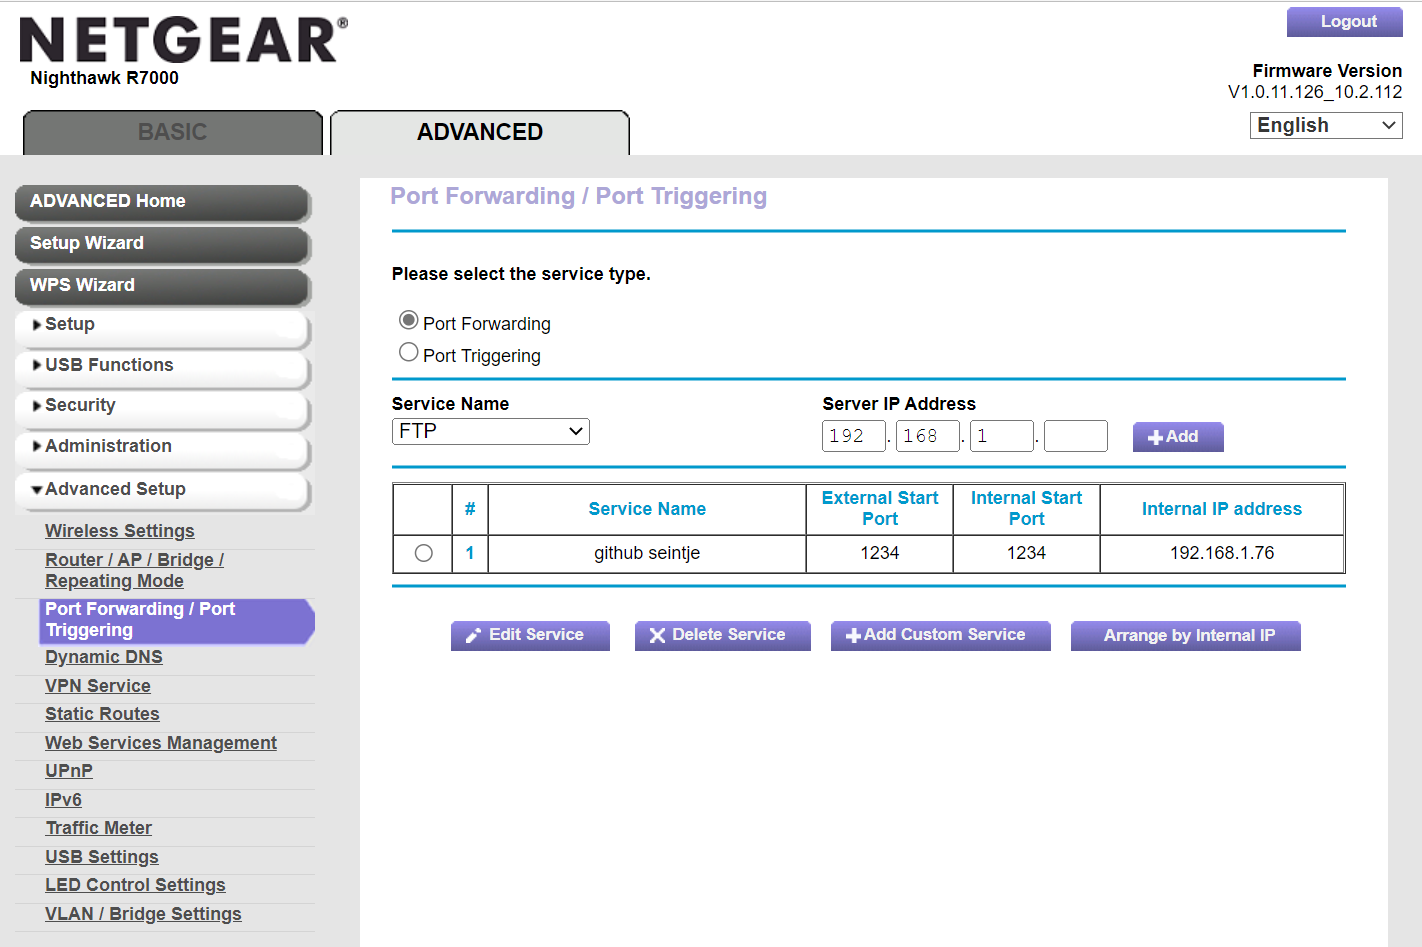 NETGEAR®
Nighthawk R7000
Logout
Firmware Version
V1.0.11.126_10.2.112
English
BASIC
ADVANCED
ADVANCED Home
Setup Wizard
WPS Wizard
Setup
USB Functions
Security
Administration
Advanced Setup
Wireless Settings
Router / AP / Bridge /
Repeating Mode
Port Forwarding / Port
Triggering
Dynamic DNS
VPN Service
Static Routes
Web Services Management
UPnP
IPv6
Traffic Meter
USB Settings
LED Control Settings
VLAN / Bridge Settings
Port Forwarding / Port Triggering
Please select the service type.
Port Forwarding
Port Triggering
Service Name
FTP
Server IP Address
192 . 168 . 1 .
Add
# Service Name External Start Port Internal Start Port Internal IP address
1 github seintje 1234 1234 192.168.1.76
Edit Service
Delete Service
Add Custom Service
Arrange by Internal IP